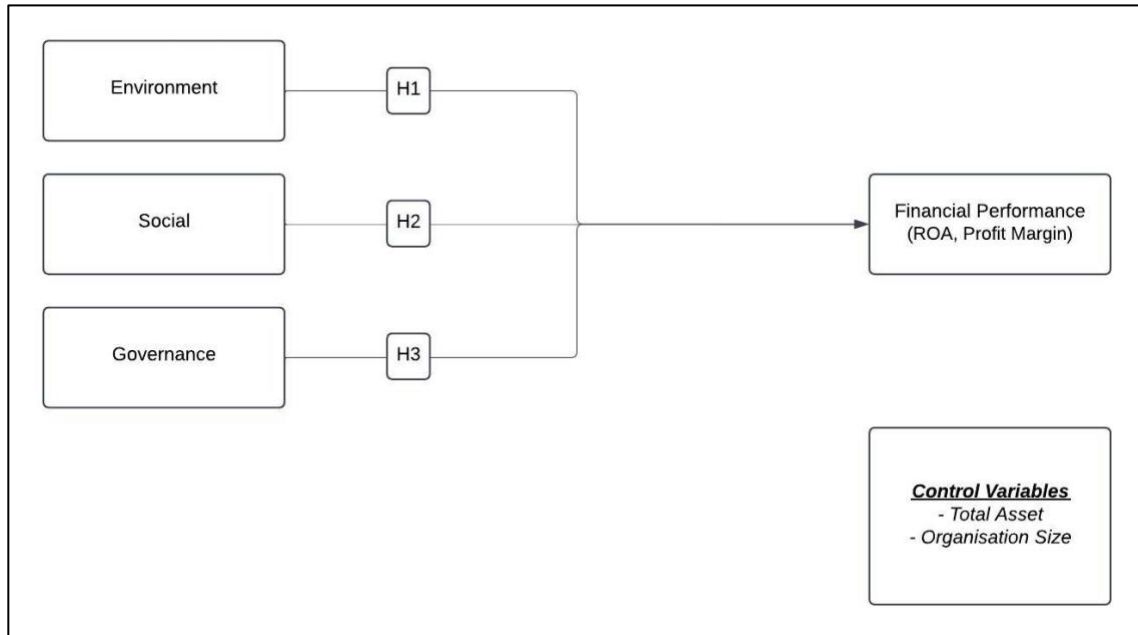 Environment
H1
Social
H2
Financial Performance
(ROA, Profit Margin)
Governance
H3
Control Variables
- Total Asset
- Organisation Size